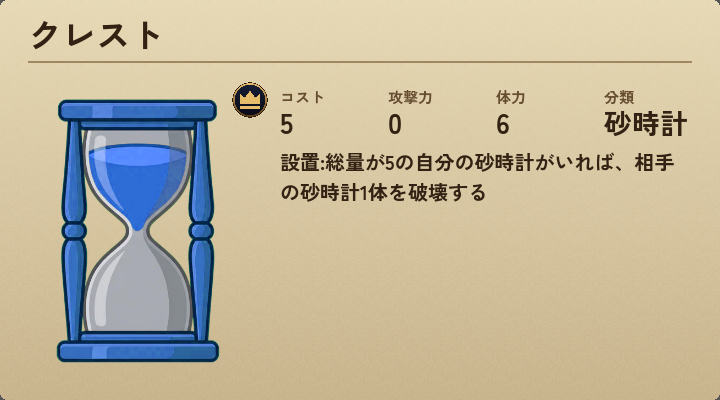 クレスト
コスト 攻撃力 体力 分類
5 0 6 砂時計
設置:総量が5の自分の砂時計がいれば、相手
の砂時計1体を破壊する